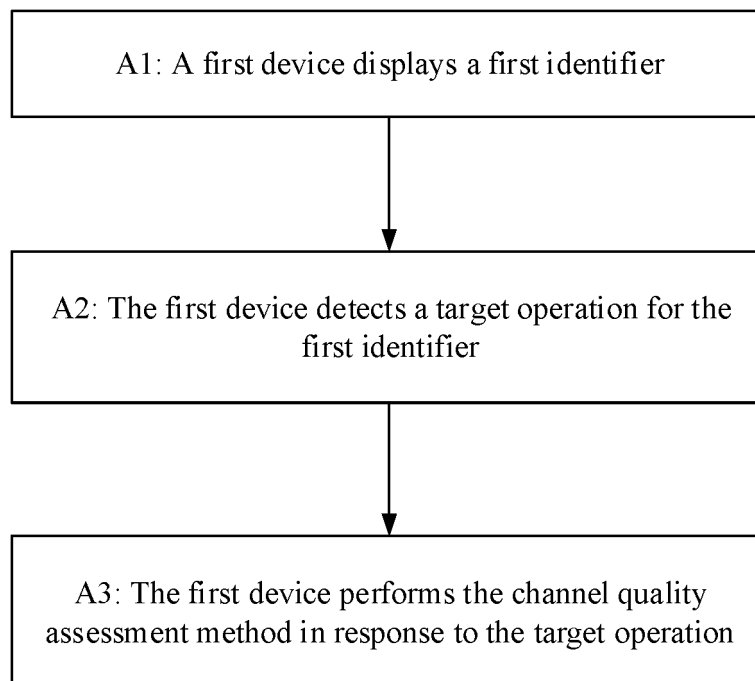 A1: A first device displays a first identifier
A2: The first device detects a target operation for the
first identifier
A3: The first device performs the channel quality
assessment method in response to the target operation